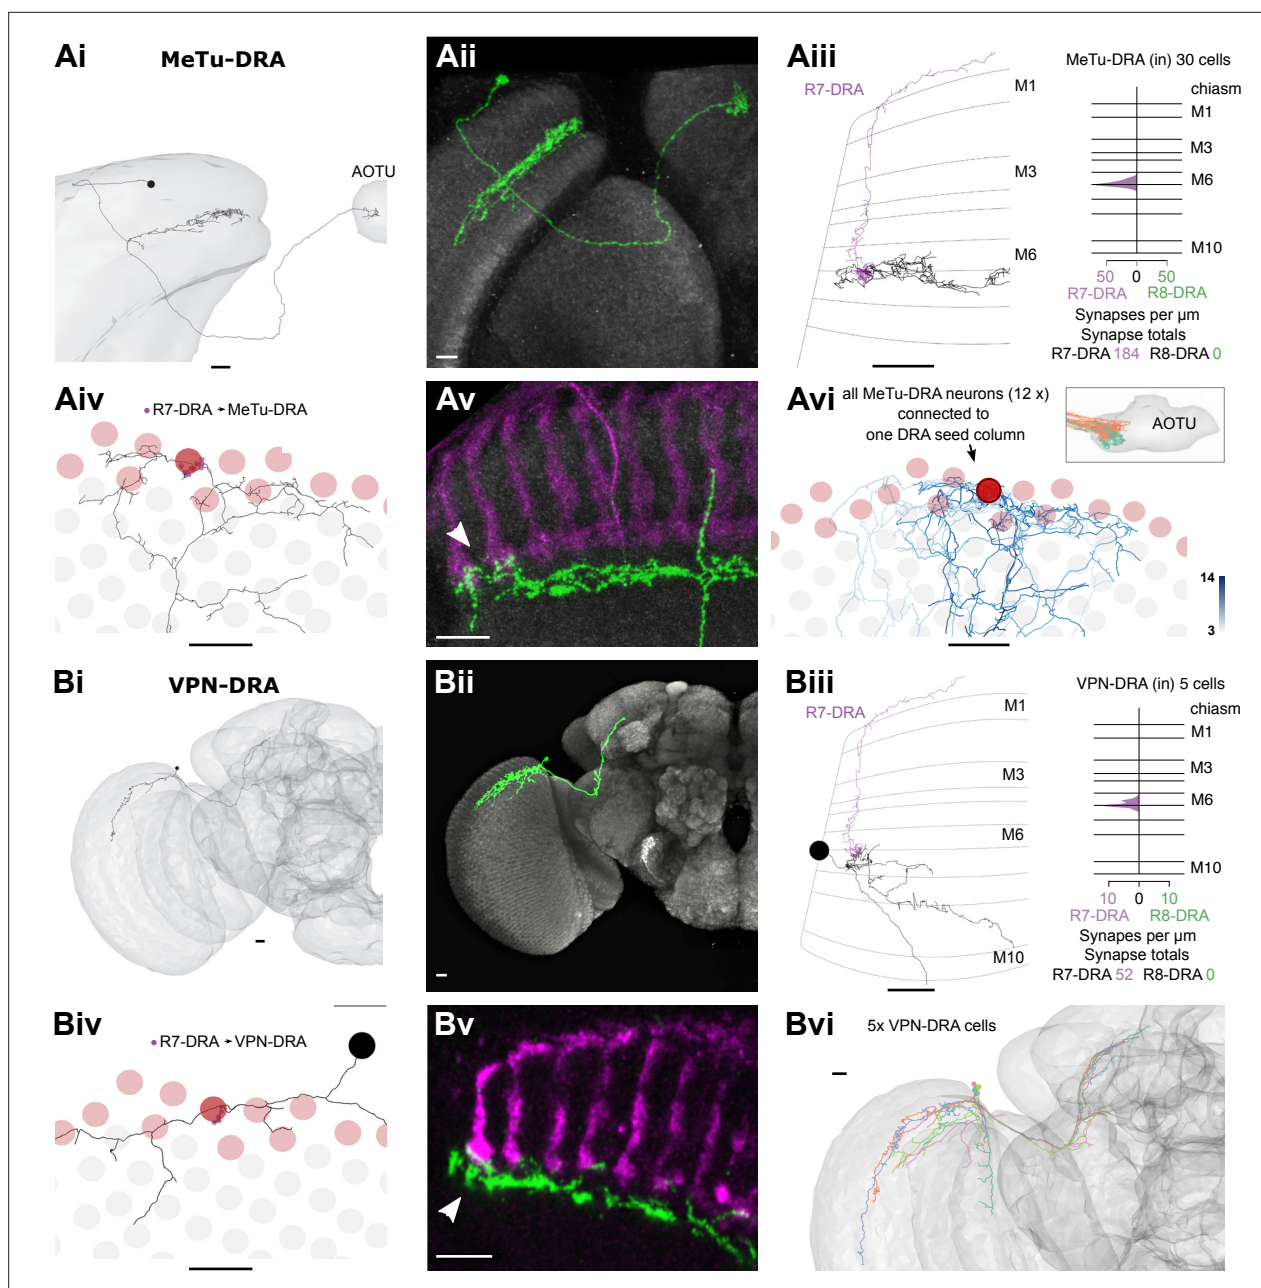 Ai
MeTu-DRA
AOTU
Aii
Aiii
R7-DRA
M1
M3
M6
MeTu-DRA (in) 30 cells
chiasm
M1
M3
M6
M10
50 0 50
R7-DRA R8-DRA
Synapses per µm
Synapse totals
R7-DRA 184 R8-DRA 0
Aiv
R7-DRA → MeTu-DRA
Av
Avi
all MeTu-DRA neurons (12 x)
connected to
one DRA seed column
AOTU
14
3
Bi
VPN-DRA
Bii
Biii
R7-DRA
M1
M3
M6
M10
VPN-DRA (in) 5 cells
chiasm
M1
M3
M6
M10
10 0 10
R7-DRA R8-DRA
Synapes per µm
Synapse totals
R7-DRA 52 R8-DRA 0
Biv
R7-DRA → VPN-DRA
Bv
Bvi
5x VPN-DRA cells